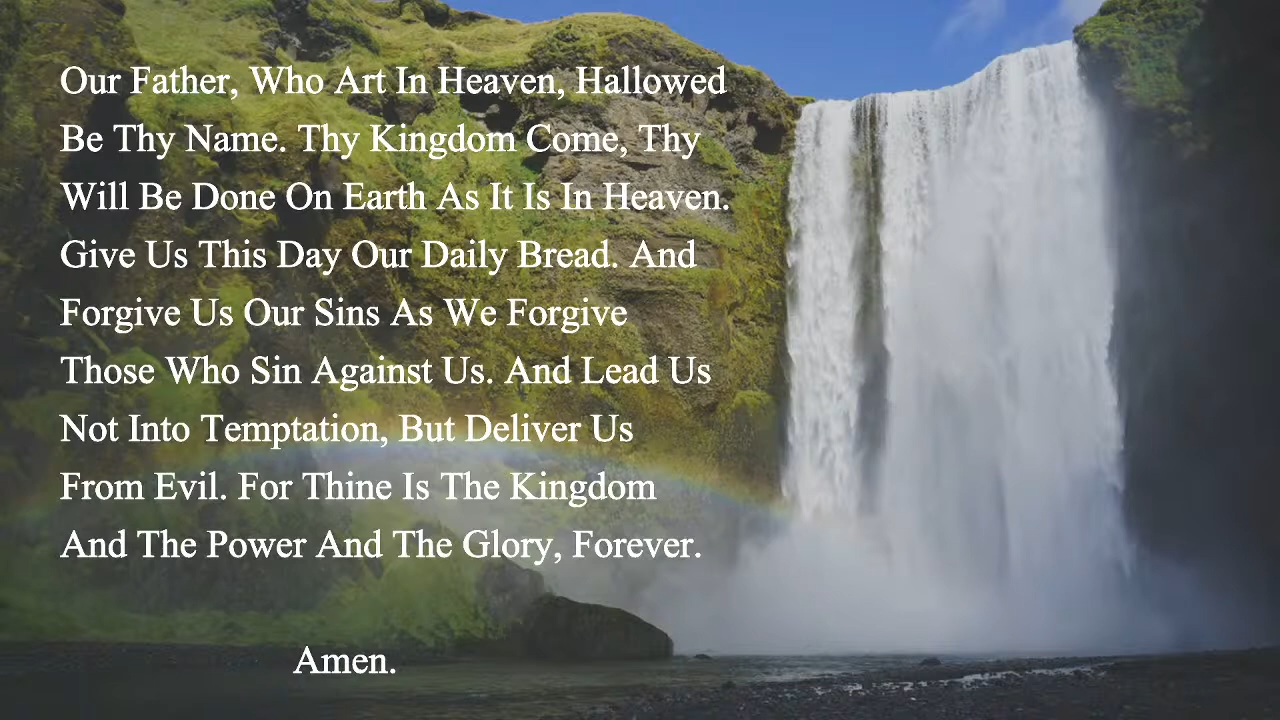 Our Father, Who Art In Heaven, Hallowed
Be Thy Name. Thy Kingdom Come, Thy
Will Be Done On Earth As It Is In Heaven.
Give Us This Day Our Daily Bread. And
Forgive Us Our Sins As We Forgive
Those Who Sin Against Us. And Lead Us
Not Into Temptation, But Deliver Us
From Evil. For Thine Is The Kingdom
And The Power And The Glory, Forever.
Amen.